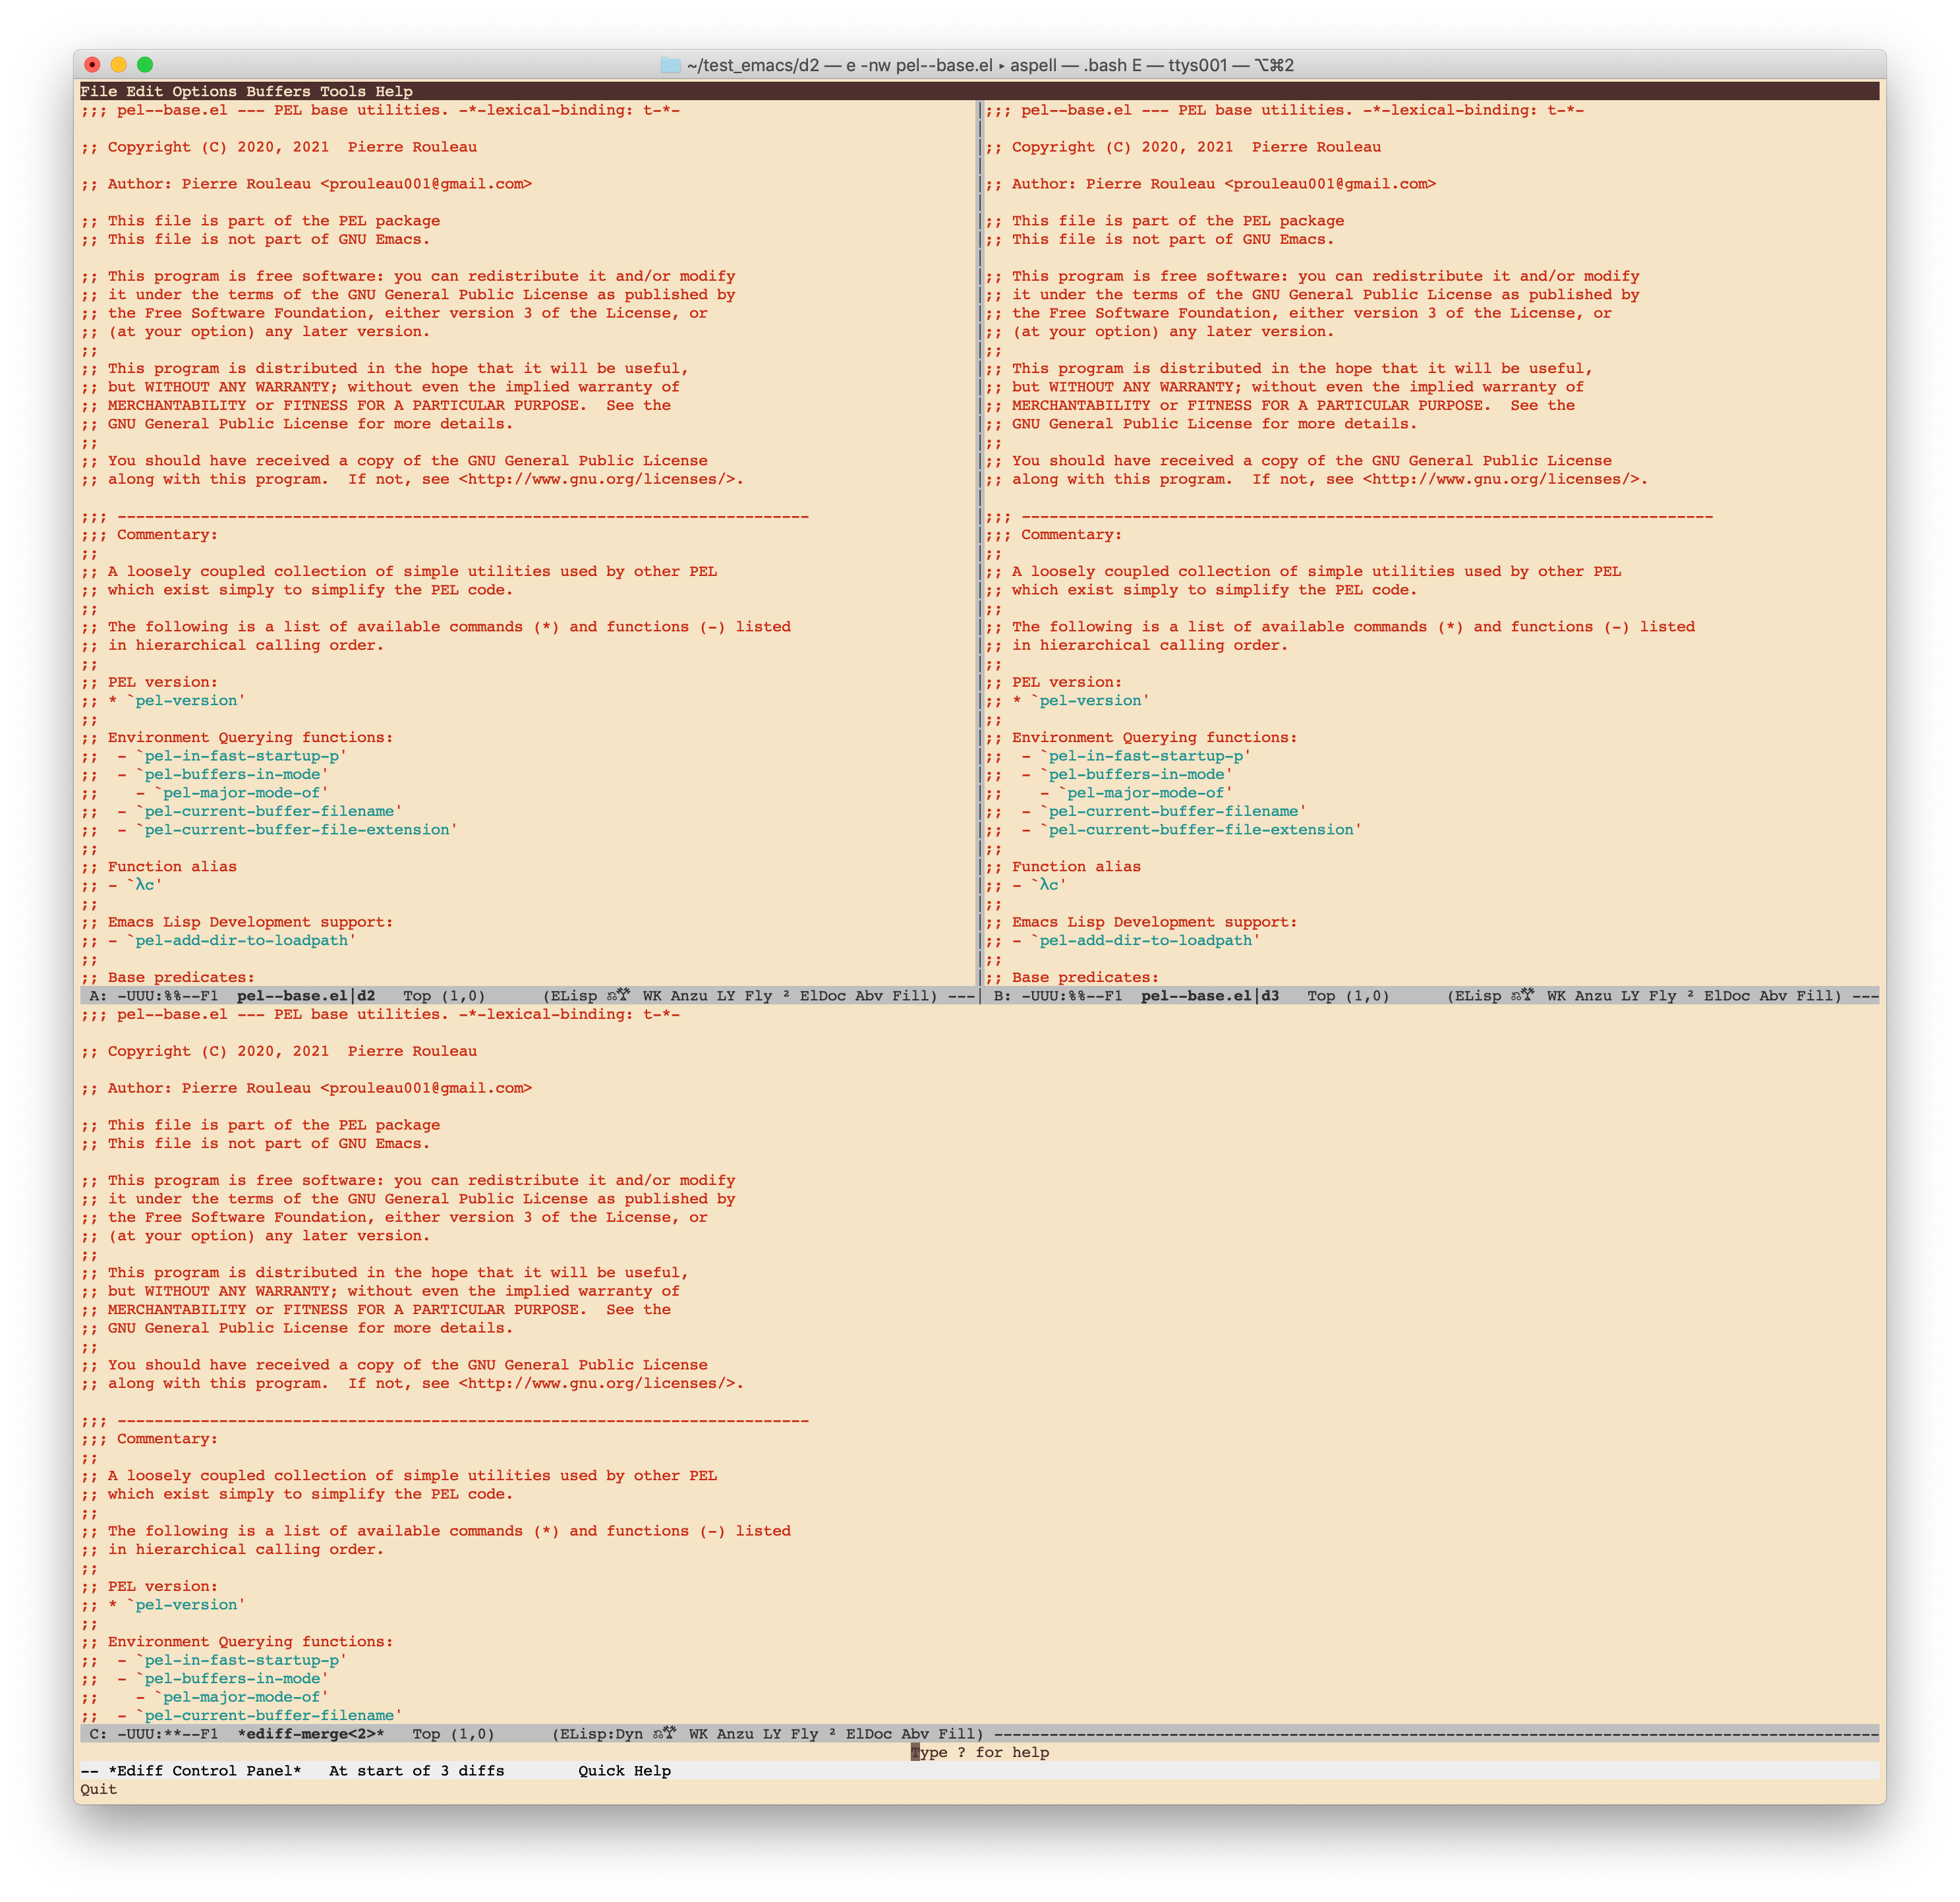 ~/test_emacs/d2 — e -nw pel--base.el ▸ aspell — .bash E — ttys001 — ⌥⌘2
File Edit Options Buffers Tools Help
;;; pel--base.el --- PEL base utilities. -*-lexical-binding: t-*-
;; Copyright (C) 2020, 2021  Pierre Rouleau
;; Author: Pierre Rouleau <prouleau001@gmail.com>
;; This file is part of the PEL package
;; This file is not part of GNU Emacs.
;; This program is free software: you can redistribute it and/or modify
;; it under the terms of the GNU General Public License as published by
;; the Free Software Foundation, either version 3 of the License, or
;; (at your option) any later version.
;;
;; This program is distributed in the hope that it will be useful,
;; but WITHOUT ANY WARRANTY; without even the implied warranty of
;; MERCHANTABILITY or FITNESS FOR A PARTICULAR PURPOSE.  See the
;; GNU General Public License for more details.
;;
;; You should have received a copy of the GNU General Public License
;; along with this program.  If not, see <http://www.gnu.org/licenses/>.
;;; ---------------------------------------------------------------------------
;;; Commentary:
;;
;; A loosely coupled collection of simple utilities used by other PEL
;; which exist simply to simplify the PEL code.
;;
;; The following is a list of available commands (*) and functions (-) listed
;; in hierarchical calling order.
;;
;; PEL version:
;; * `pel-version'
;;
;; Environment Querying functions:
;;  - `pel-in-fast-startup-p'
;;  - `pel-buffers-in-mode'
;;    - `pel-major-mode-of'
;;  - `pel-current-buffer-filename'
;;  - `pel-current-buffer-file-extension'
;;
;; Function alias
;; - `λc'
;;
;; Emacs Lisp Development support:
;; - `pel-add-dir-to-loadpath'
;;
;; Base predicates:
A: -UUU:%%--F1  pel--base.el|d2   Top (1,0)      (ELisp WK Anzu LY Fly ² ElDoc Abv Fill) ---
;;; pel--base.el --- PEL base utilities. -*-lexical-binding: t-*-
;; Copyright (C) 2020, 2021  Pierre Rouleau
;; Author: Pierre Rouleau <prouleau001@gmail.com>
;; This file is part of the PEL package
;; This file is not part of GNU Emacs.
;; This program is free software: you can redistribute it and/or modify
;; it under the terms of the GNU General Public License as published by
;; the Free Software Foundation, either version 3 of the License, or
;; (at your option) any later version.
;;
;; This program is distributed in the hope that it will be useful,
;; but WITHOUT ANY WARRANTY; without even the implied warranty of
;; MERCHANTABILITY or FITNESS FOR A PARTICULAR PURPOSE.  See the
;; GNU General Public License for more details.
;;
;; You should have received a copy of the GNU General Public License
;; along with this program.  If not, see <http://www.gnu.org/licenses/>.
;;; ---------------------------------------------------------------------------
;;; Commentary:
;;
;; A loosely coupled collection of simple utilities used by other PEL
;; which exist simply to simplify the PEL code.
;;
;; The following is a list of available commands (*) and functions (-) listed
;; in hierarchical calling order.
;;
;; PEL version:
;; * `pel-version'
;;
;; Environment Querying functions:
;;  - `pel-in-fast-startup-p'
;;  - `pel-buffers-in-mode'
;;    - `pel-major-mode-of'
;;  - `pel-current-buffer-filename'
;;  - `pel-current-buffer-file-extension'
;;
;; Function alias
;; - `λc'
;;
;; Emacs Lisp Development support:
;; - `pel-add-dir-to-loadpath'
;;
;; Base predicates:
B: -UUU:%%--F1  pel--base.el|d3   Top (1,0)      (ELisp WK Anzu LY Fly ² ElDoc Abv Fill) ---
;;; pel--base.el --- PEL base utilities. -*-lexical-binding: t-*-
;; Copyright (C) 2020, 2021  Pierre Rouleau
;; Author: Pierre Rouleau <prouleau001@gmail.com>
;; This file is part of the PEL package
;; This file is not part of GNU Emacs.
;; This program is free software: you can redistribute it and/or modify
;; it under the terms of the GNU General Public License as published by
;; the Free Software Foundation, either version 3 of the License, or
;; (at your option) any later version.
;;
;; This program is distributed in the hope that it will be useful,
;; but WITHOUT ANY WARRANTY; without even the implied warranty of
;; MERCHANTABILITY or FITNESS FOR A PARTICULAR PURPOSE.  See the
;; GNU General Public License for more details.
;;
;; You should have received a copy of the GNU General Public License
;; along with this program.  If not, see <http://www.gnu.org/licenses/>.
;;; ---------------------------------------------------------------------------
;;; Commentary:
;;
;; A loosely coupled collection of simple utilities used by other PEL
;; which exist simply to simplify the PEL code.
;;
;; The following is a list of available commands (*) and functions (-) listed
;; in hierarchical calling order.
;;
;; PEL version:
;; * `pel-version'
;;
;; Environment Querying functions:
;;  - `pel-in-fast-startup-p'
;;  - `pel-buffers-in-mode'
;;    - `pel-major-mode-of'
;;  - `pel-current-buffer-filename'
C: -UUU:**--F1  *ediff-merge<2>*   Top (1,0)      (ELisp:Dyn WK Anzu LY Fly ² ElDoc Abv Fill) ------------------------------------------------------------------------------------------------
Type ? for help
-- *Ediff Control Panel*   At start of 3 diffs        Quick Help
Quit